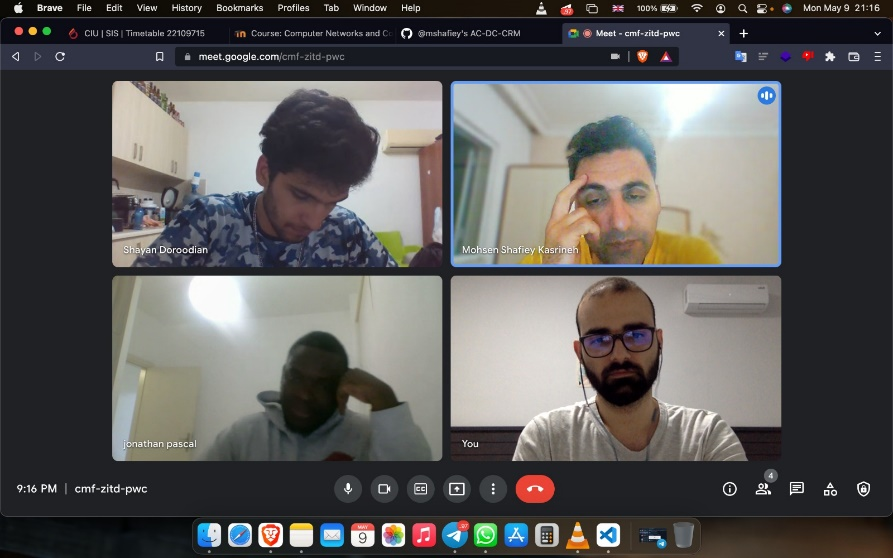 Brave File Edit View History Bookmarks Profiles Tab Window Help 100% Mon May 9 21:16
CIU | SIS | Timetable 22109715 Course: Computer Networks and Co @mshafiey's AC-DC-CRM Meet - cmf-zitd-pwc
meet.google.com/cmf-zitd-pwc
Shayan Doroodian
Mohsen Shafiey Kasrineh
jonathan pascal
You
4
9:16 PM | cmf-zitd-pwc
CC
MAY
9